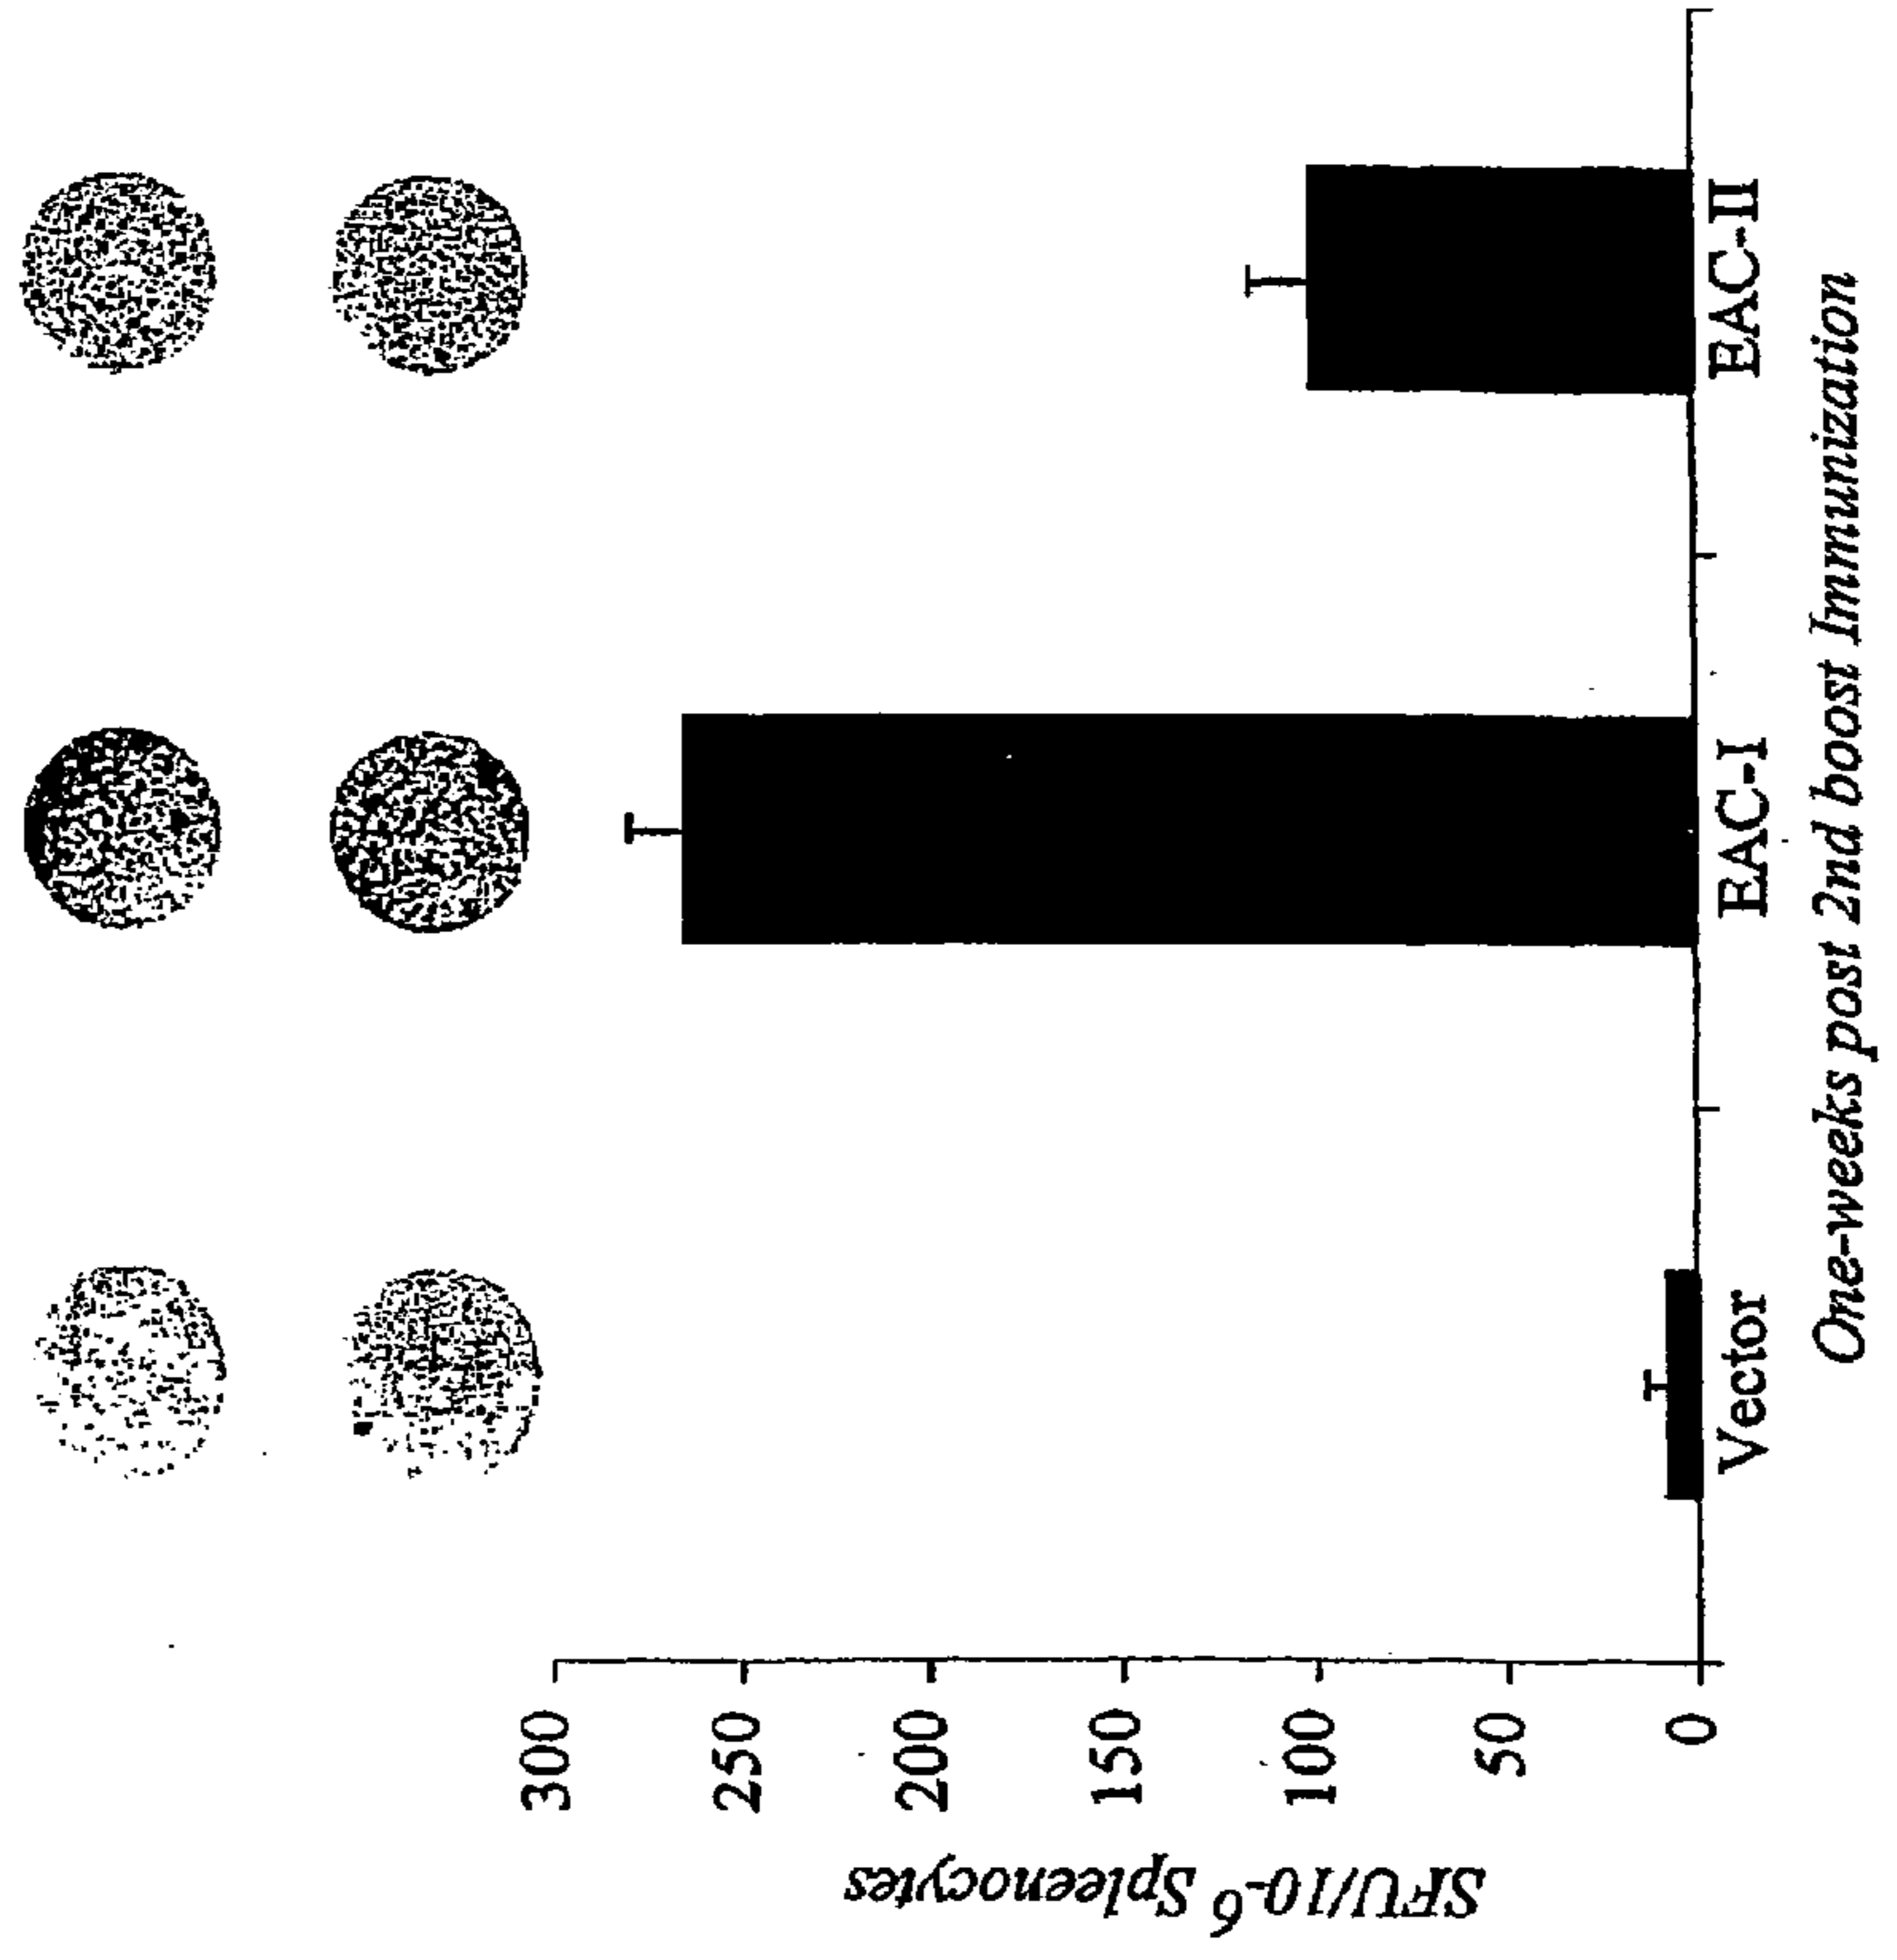 SFU/10-6 Spleenocytes
300
250
200
150
100
50
0
Vector
EAC-I
EAC-II
One-weeks post 2nd boost Immunization